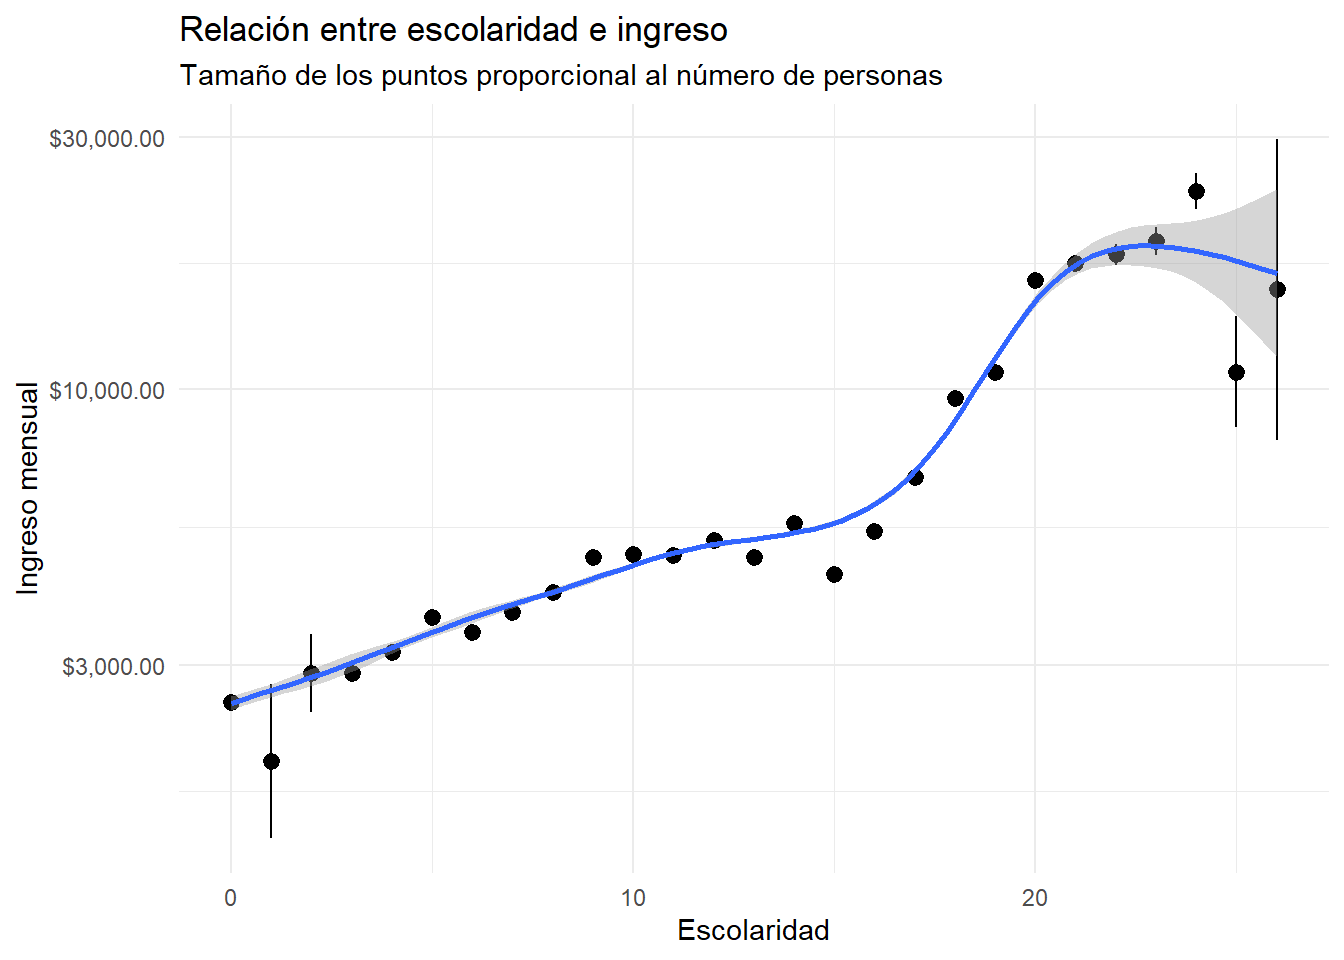 Relación entre escolaridad e ingreso
Tamaño de los puntos proporcional al número de personas
$30,000.00
$10,000.00
$3,000.00
Ingreso mensual
0
10
20
Escolaridad